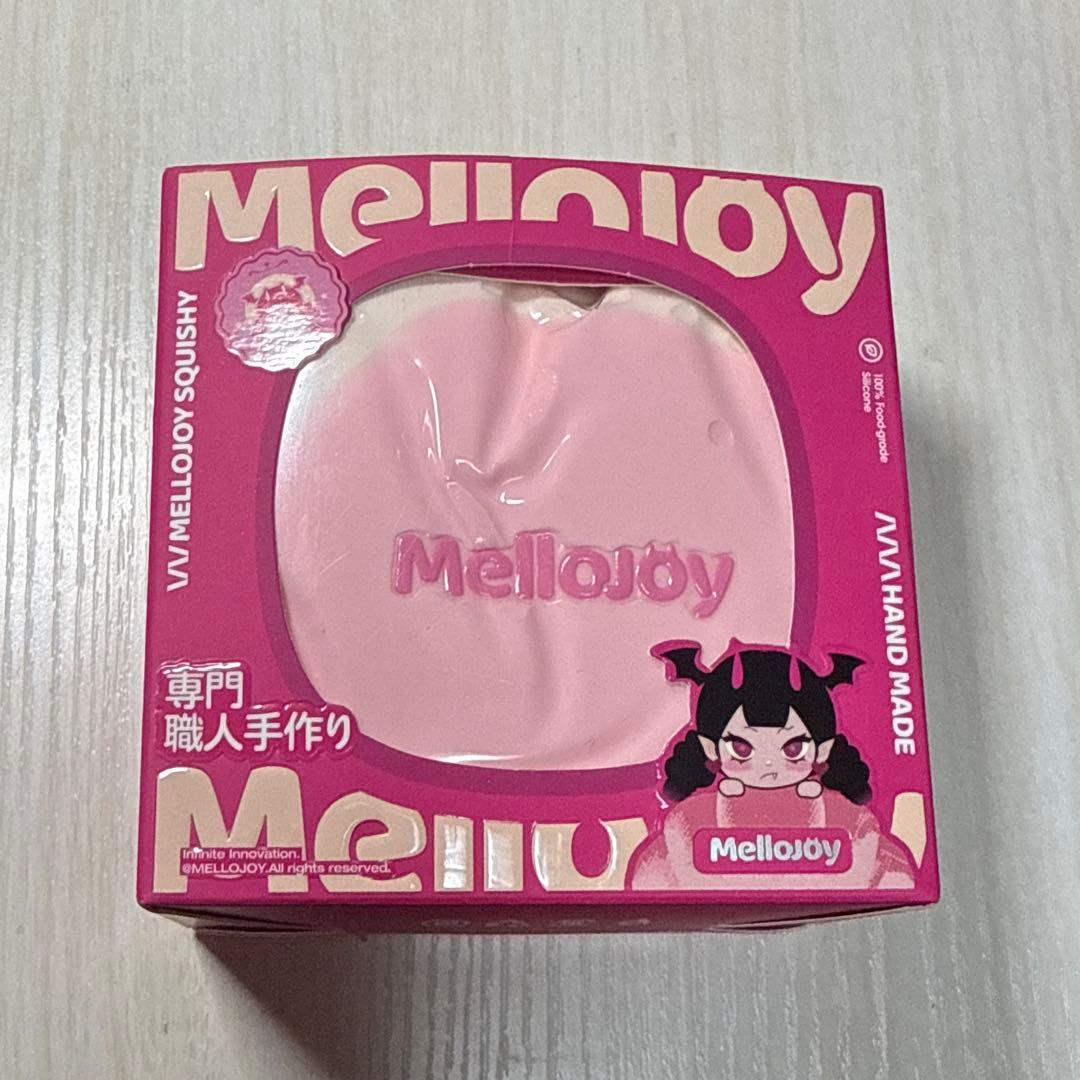 Mellojoy
MELLOJOY SQUISHY
100% Food-grade
Silicone
Mellojoy
HAND MADE
専門
職人手作り
Mellojoy
Infinite Innovation.
@MELLOJOY.All rights reserved.